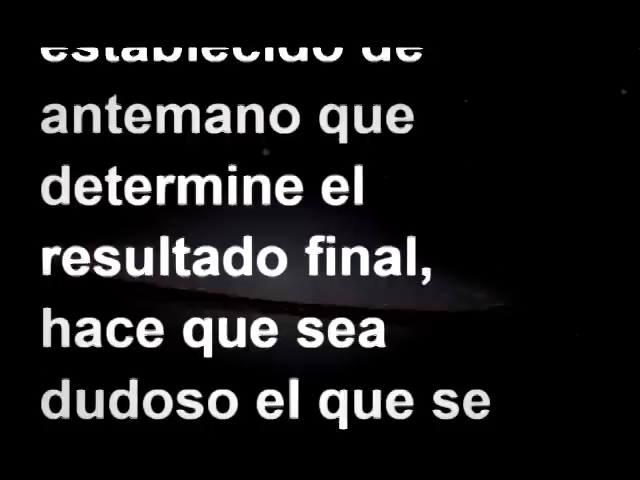 establecido de
antemano que
determine el
resultado final,
hace que sea
dudoso el que se